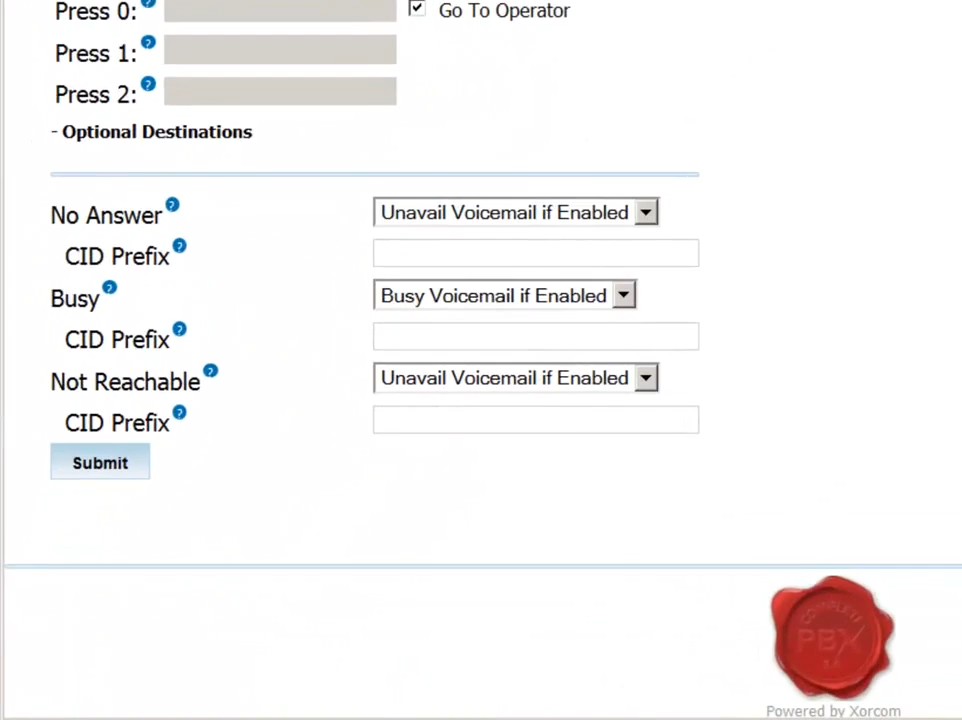 Press 0: ? Go To Operator
Press 1: ?
Press 2: ?
- Optional Destinations
No Answer ? Unavail Voicemail if Enabled
CID Prefix ?
Busy ? Busy Voicemail if Enabled
CID Prefix ?
Not Reachable ? Unavail Voicemail if Enabled
CID Prefix ?
Submit
COMPLETE
PBX
Powered by Xorcom